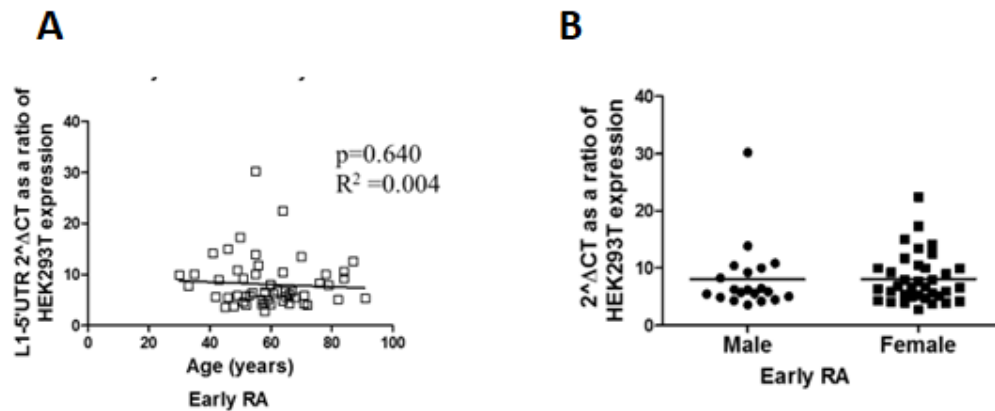 A
L1-5'UTR 2^ΔCT as a ratio of
HEK293T expression
40
30
20
10
0
p=0.640
R² =0.004
0 20 40 60 80 100
Age (years)
Early RA
B
2^ΔCT as a ratio of
HEK293T expression
40
30
20
10
0
Male Female
Early RA